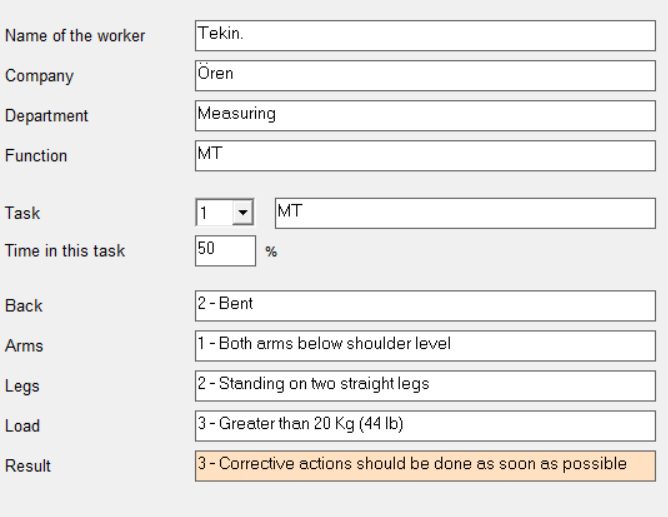 Name of the worker Tekin.
Company Ören
Department Measuring
Function MT
Task 1 MT
Time in this task 50 %
Back 2 - Bent
Arms 1 - Both arms below shoulder level
Legs 2 - Standing on two straight legs
Load 3 - Greater than 20 Kg (44 lb)
Result 3 - Corrective actions should be done as soon as possible